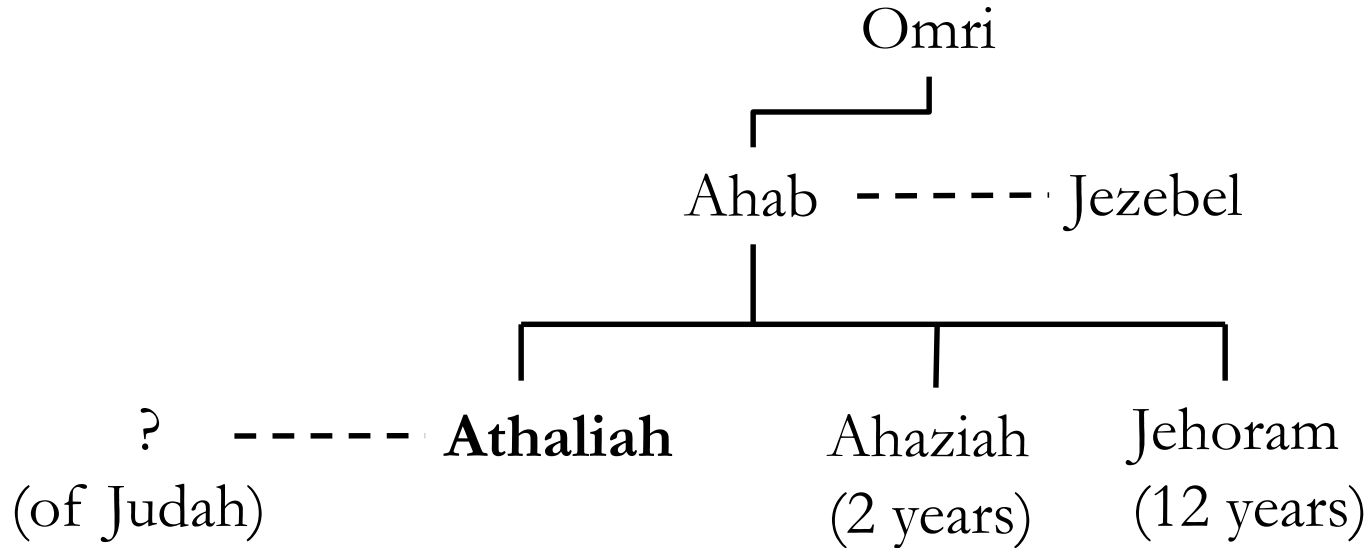 Omri
Ahab Jezebel
? Athaliah Ahaziah Jehoram
(of Judah) (2 years) (12 years)